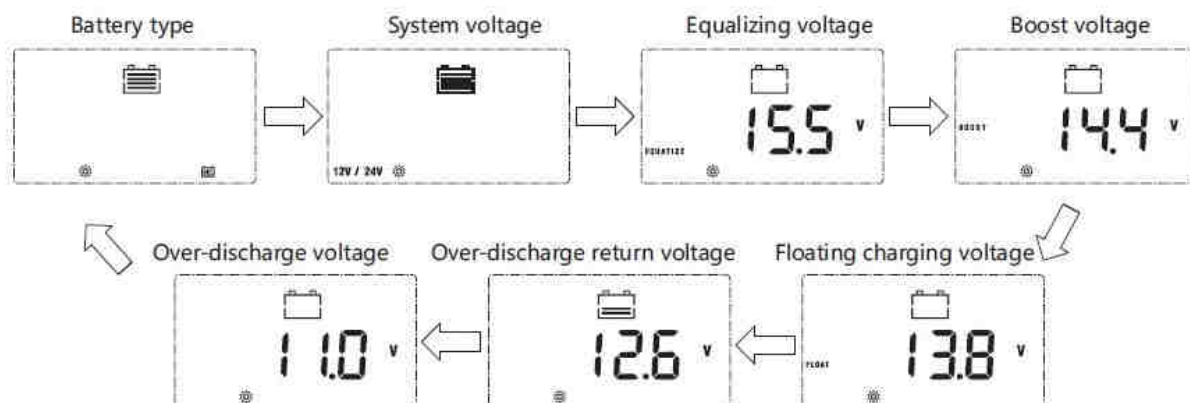 Battery type
System voltage
Equalizing voltage
Boost voltage
12V / 24V
EQUALIZE
15.5 V
BOOST
14.4 V
Over-discharge voltage
Over-discharge return voltage
Floating charging voltage
11.0 V
12.6 V
FLOAT
13.8 V